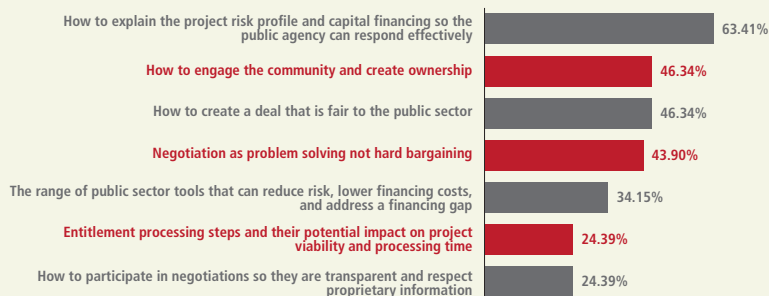 How to explain the project risk profile and capital financing so the
public agency can respond effectively
63.41%
How to engage the community and create ownership
46.34%
How to create a deal that is fair to the public sector
46.34%
Negotiation as problem solving not hard bargaining
43.90%
The range of public sector tools that can reduce risk, lower financing costs,
and address a financing gap
34.15%
Entitlement processing steps and their potential impact on project
viability and processing time
24.39%
How to participate in negotiations so they are transparent and respect
proprietary information
24.39%